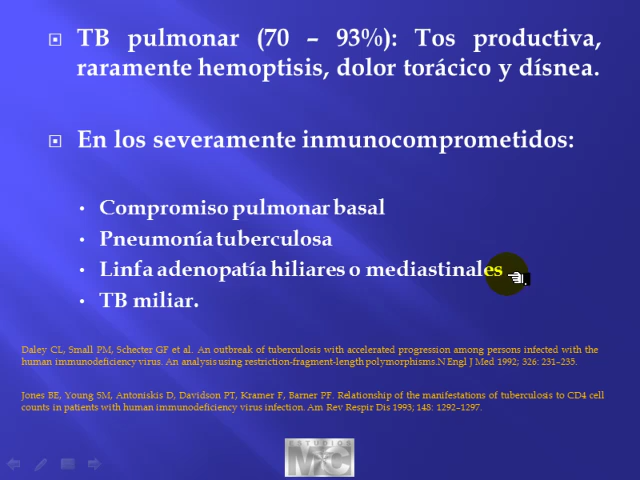 TB pulmonar (70 – 93%): Tos productiva,
raramente hemoptisis, dolor torácico y dísnea.
En los severamente inmunocomprometidos:
• Compromiso pulmonar basal
• Pneumonía tuberculosa
• Linfa adenopatía hiliares o mediastinales
• TB miliar.
Daley CL, Small PM, Schecter GF et al. An outbreak of tuberculosis with accelerated progression among persons infected with the
human immunodeficiency virus. An analysis using restriction-fragment-length polymorphisms.N Engl J Med 1992; 326: 231–235.
Jones BE, Young SM, Antoniskis D, Davidson PT, Kramer F, Barner PF. Relationship of the manifestations of tuberculosis to CD4 cell
counts in patients with human immunodeficiency virus infection. Am Rev Respir Dis 1993; 148: 1292–1297.
ESTUDIOS
MC